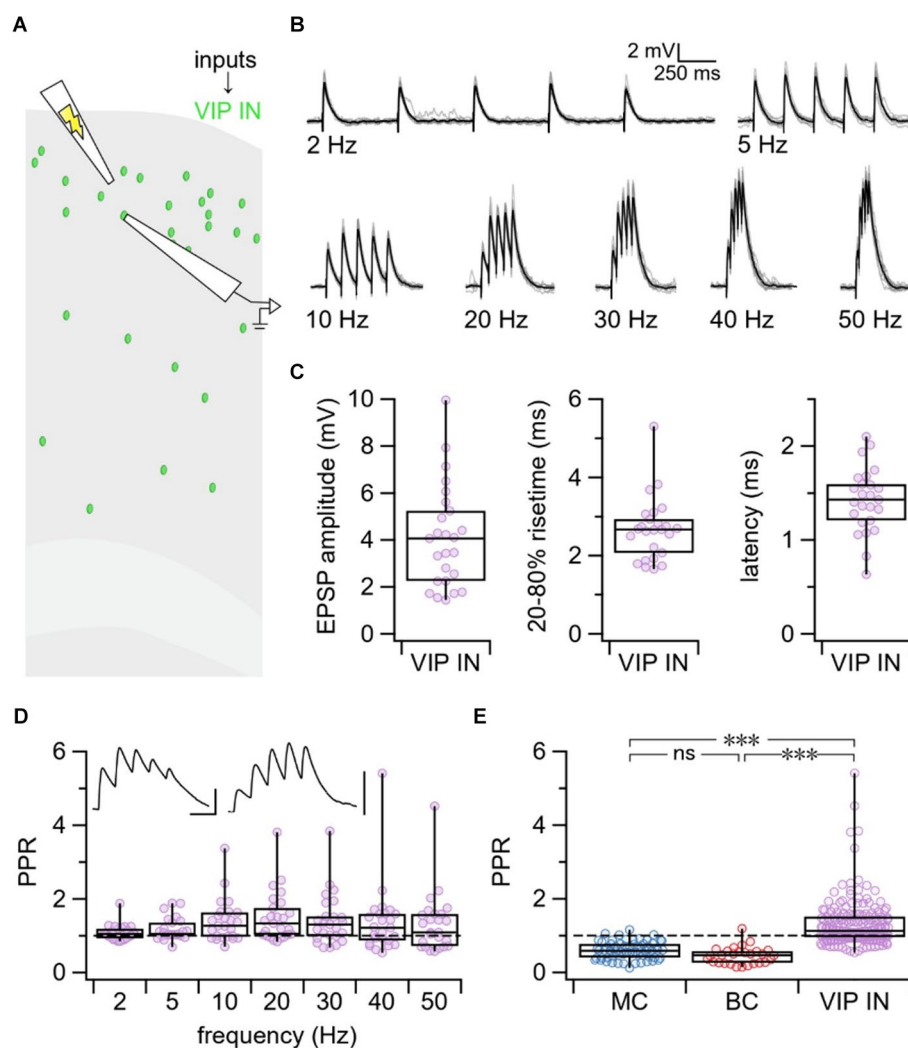 A
inputs
↓
VIP IN
B
2 mV
250 ms
2 Hz
5 Hz
10 Hz
20 Hz
30 Hz
40 Hz
50 Hz
C
EPSP amplitude (mV)
10
8
6
4
2
0
VIP IN
20-80% risetime (ms)
6
4
2
0
VIP IN
latency (ms)
2
1
0
VIP IN
D
PPR
6
4
2
0
2 5 10 20 30 40 50
frequency (Hz)
E
PPR
6
4
2
0
***
ns
***
MC BC VIP IN